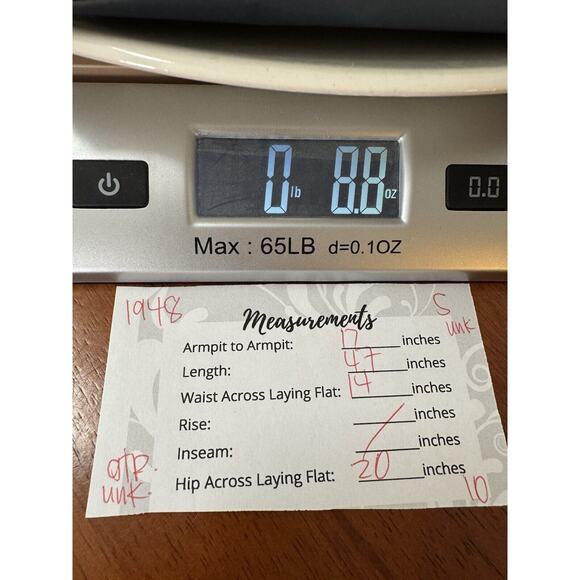 0 lb 8.8 oz
0.0
Max : 65LB d=0.1OZ
1948
S
unk
Measurements
Armpit to Armpit: 17 inches
Length: 47 inches
Waist Across Laying Flat: 14 inches
Rise: inches
Inseam: inches
Hip Across Laying Flat: 20 inches
unk.
10